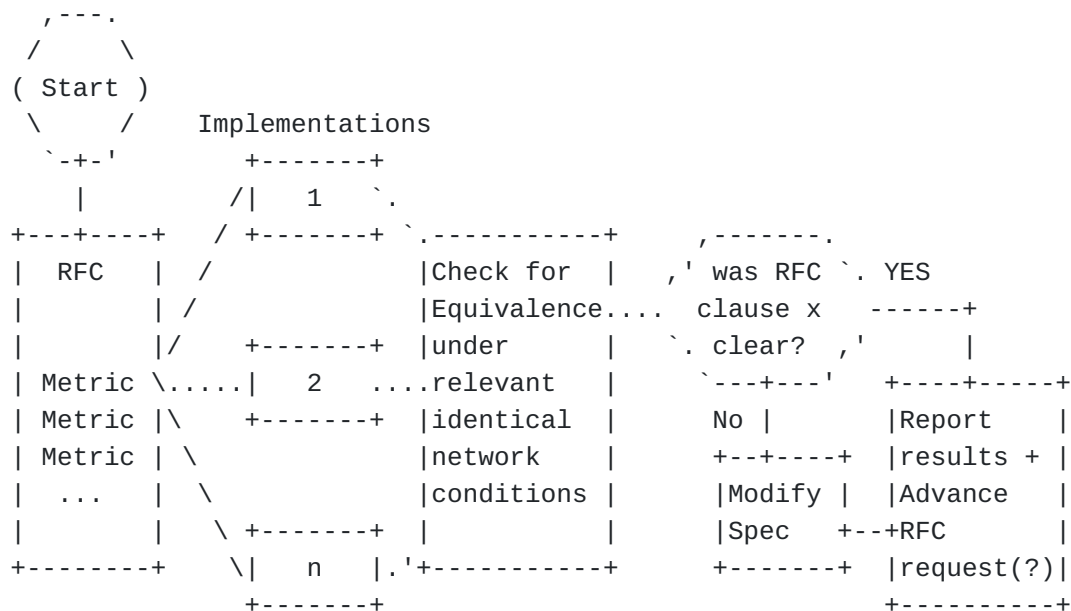 ,---.
 /     \
( Start )
 \     /    Implementations
  `-+-'        +-------+
    |         /|   1   `.
+---+----+   / +-------+ `.-----------+     ,-------.
|  RFC   |  /             |Check for  |   ,' was RFC `. YES
|        | /              |Equivalence....  clause x   ------+
|        |/    +-------+  |under      |   `. clear?  ,'      |
| Metric \.....|   2   ....relevant   |     `---+---'   +----+-----+
| Metric |\    +-------+  |identical  |      No |       |Report    |
| Metric | \              |network    |      +--+----+  |results + |
|  ...   |  \             |conditions |      |Modify |  |Advance   |
|        |   \ +-------+  |           |      |Spec   +--+RFC       |
+--------+    \|   n   |.'+-----------+      +-------+  |request(?)|
               +-------+                                +----------+